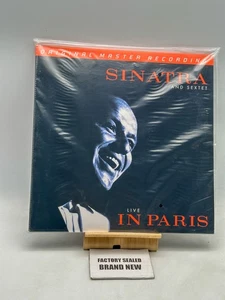 ORIGINAL MASTER RECORDING
SINATRA
AND SEXTET
LIVE
IN PARIS
FACTORY SEALED
BRAND NEW